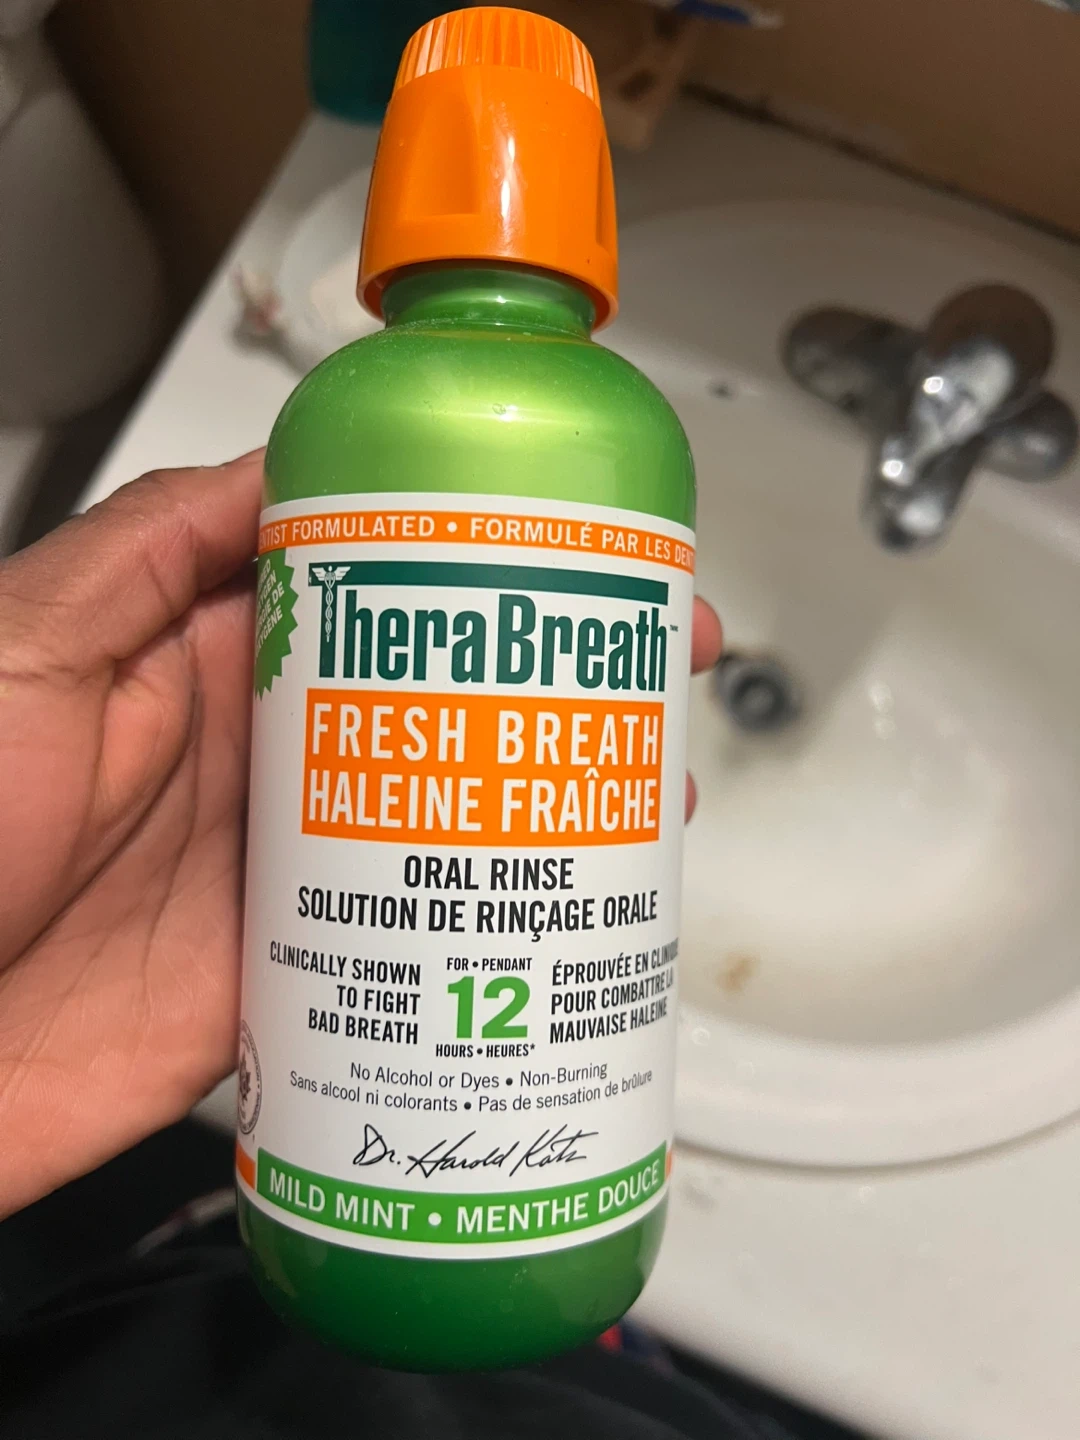 FORMULATED • FORMULÉ PAR LES
TheraBreath
FRESH BREATH
HALEINE FRAÎCHE
ORAL RINSE
SOLUTION DE RINÇAGE ORALE
CLINICALLY SHOWN
TO FIGHT
BAD BREATH
FOR • PENDANT
12
HOURS • HEURES*
ÉPROUVÉE EN
POUR COMBATTRE LA
MAUVAISE HALEINE
No Alcohol or Dyes • Non-Burning
Sans alcool ni colorants • Pas de sensation de brûlure
Dr. Harold Katz
MILD MINT • MENTHE DOUCE